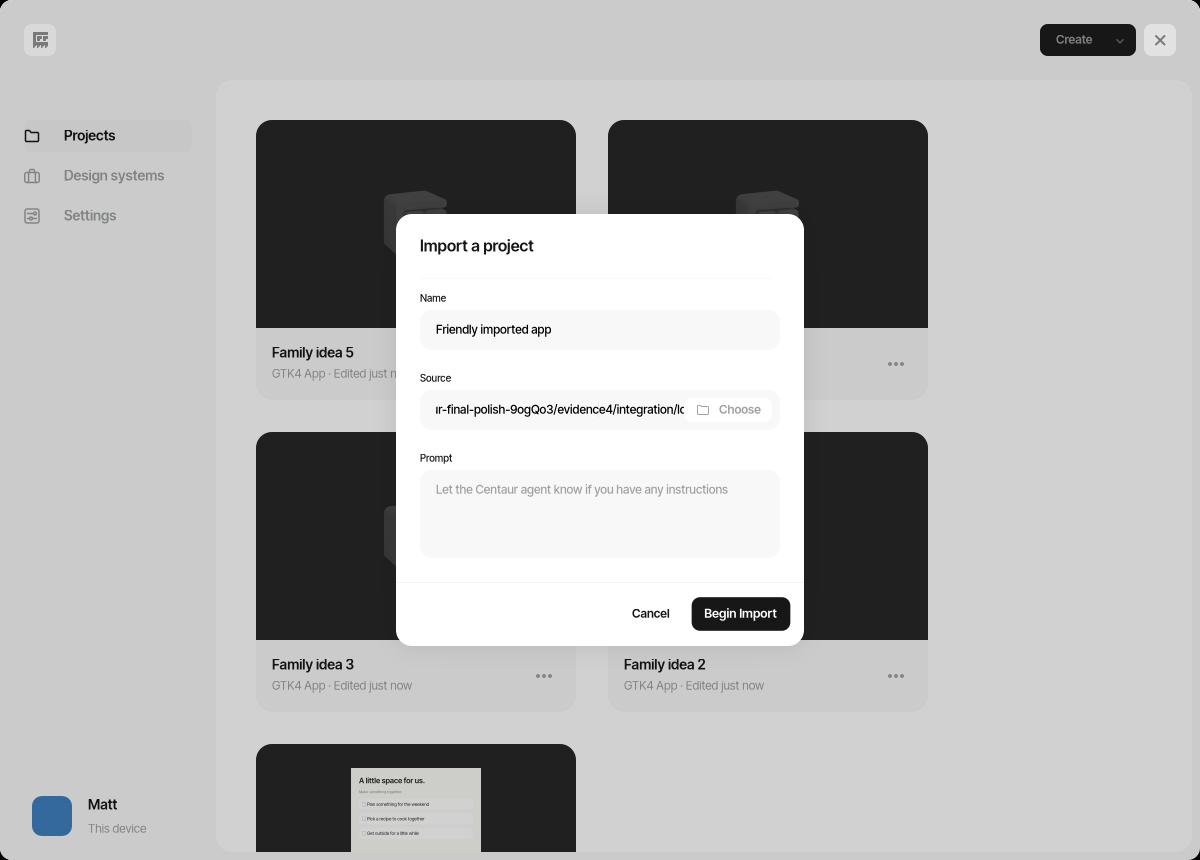 Create
Projects
Design systems
Settings
Import a project
Name
Friendly imported app
Source
ır-final-polish-9ogQo3/evidence4/integration/lo
Choose
Prompt
Let the Centaur agent know if you have any instructions
Cancel
Begin Import
Family idea 5
GTK4 App · Edited just n
Family idea 3
GTK4 App · Edited just now
Family idea 2
GTK4 App · Edited just now
A little space for us.
Make something together
Plan something for the weekend
Pick a recipe to cook together
Get outside for a little while
Matt
This device